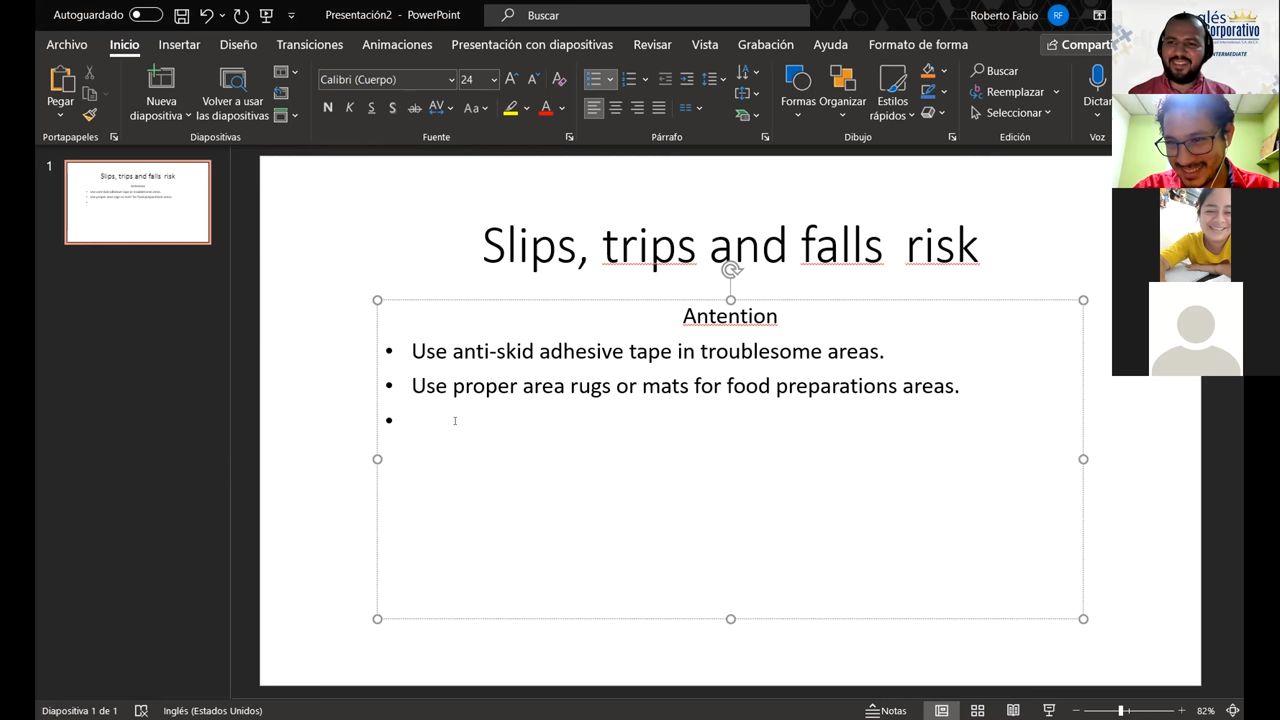 Autoguardado
Presentación2 - PowerPoint
Buscar
Roberto Fabio
RF
Archivo
Inicio
Insertar
Diseño
Transiciones
Animaciones
Presentación con diapositivas
Revisar
Vista
Grabación
Ayuda
Formato de forma
Pegar
Nueva
diapositiva
Volver a usar
las diapositivas
Calibri (Cuerpo)
24
N K S S ab AV Aa A
Formas
Organizar
Estilos
rápidos
Buscar
Reemplazar
Seleccionar
Portapapeles
Diapositivas
Fuente
Párrafo
Dibujo
Edición
Voz
1
Slips, trips and falls risk
Antention
• Use anti-skid adhesive tape in troublesome areas.
• Use proper area rugs or mats for food preparations areas.
•
Diapositiva 1 de 1
Inglés (Estados Unidos)
Notas
82%